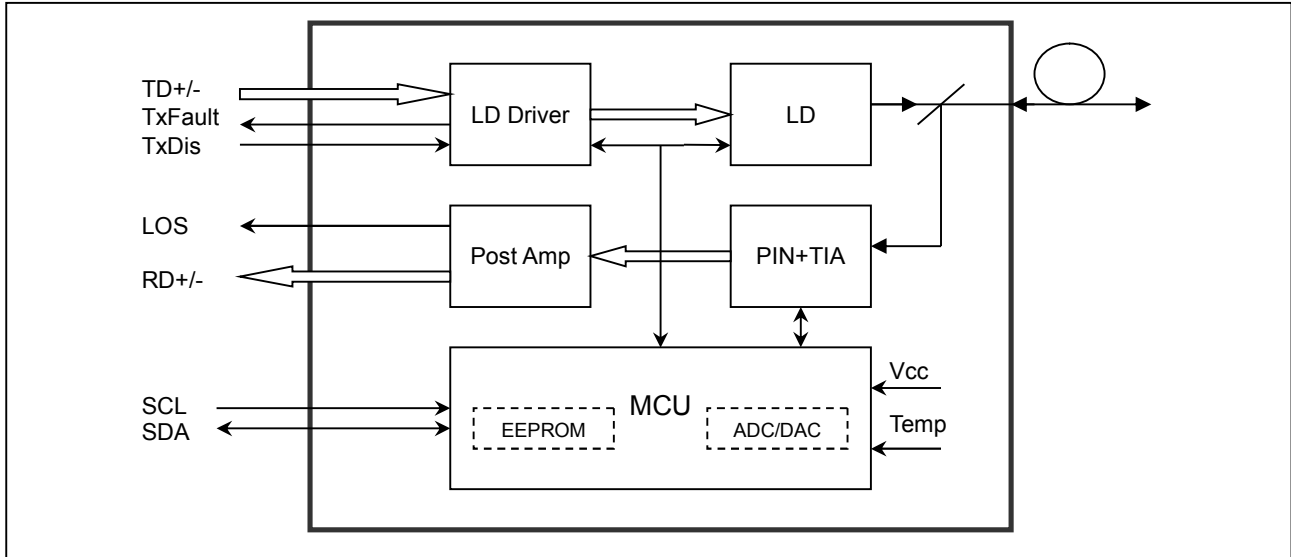 TD+/-
TxFault
TxDis
LD Driver
LD
LOS
RD+/-
Post Amp
PIN+TIA
SCL
SDA
MCU
EEPROM
ADC/DAC
Vcc
Temp